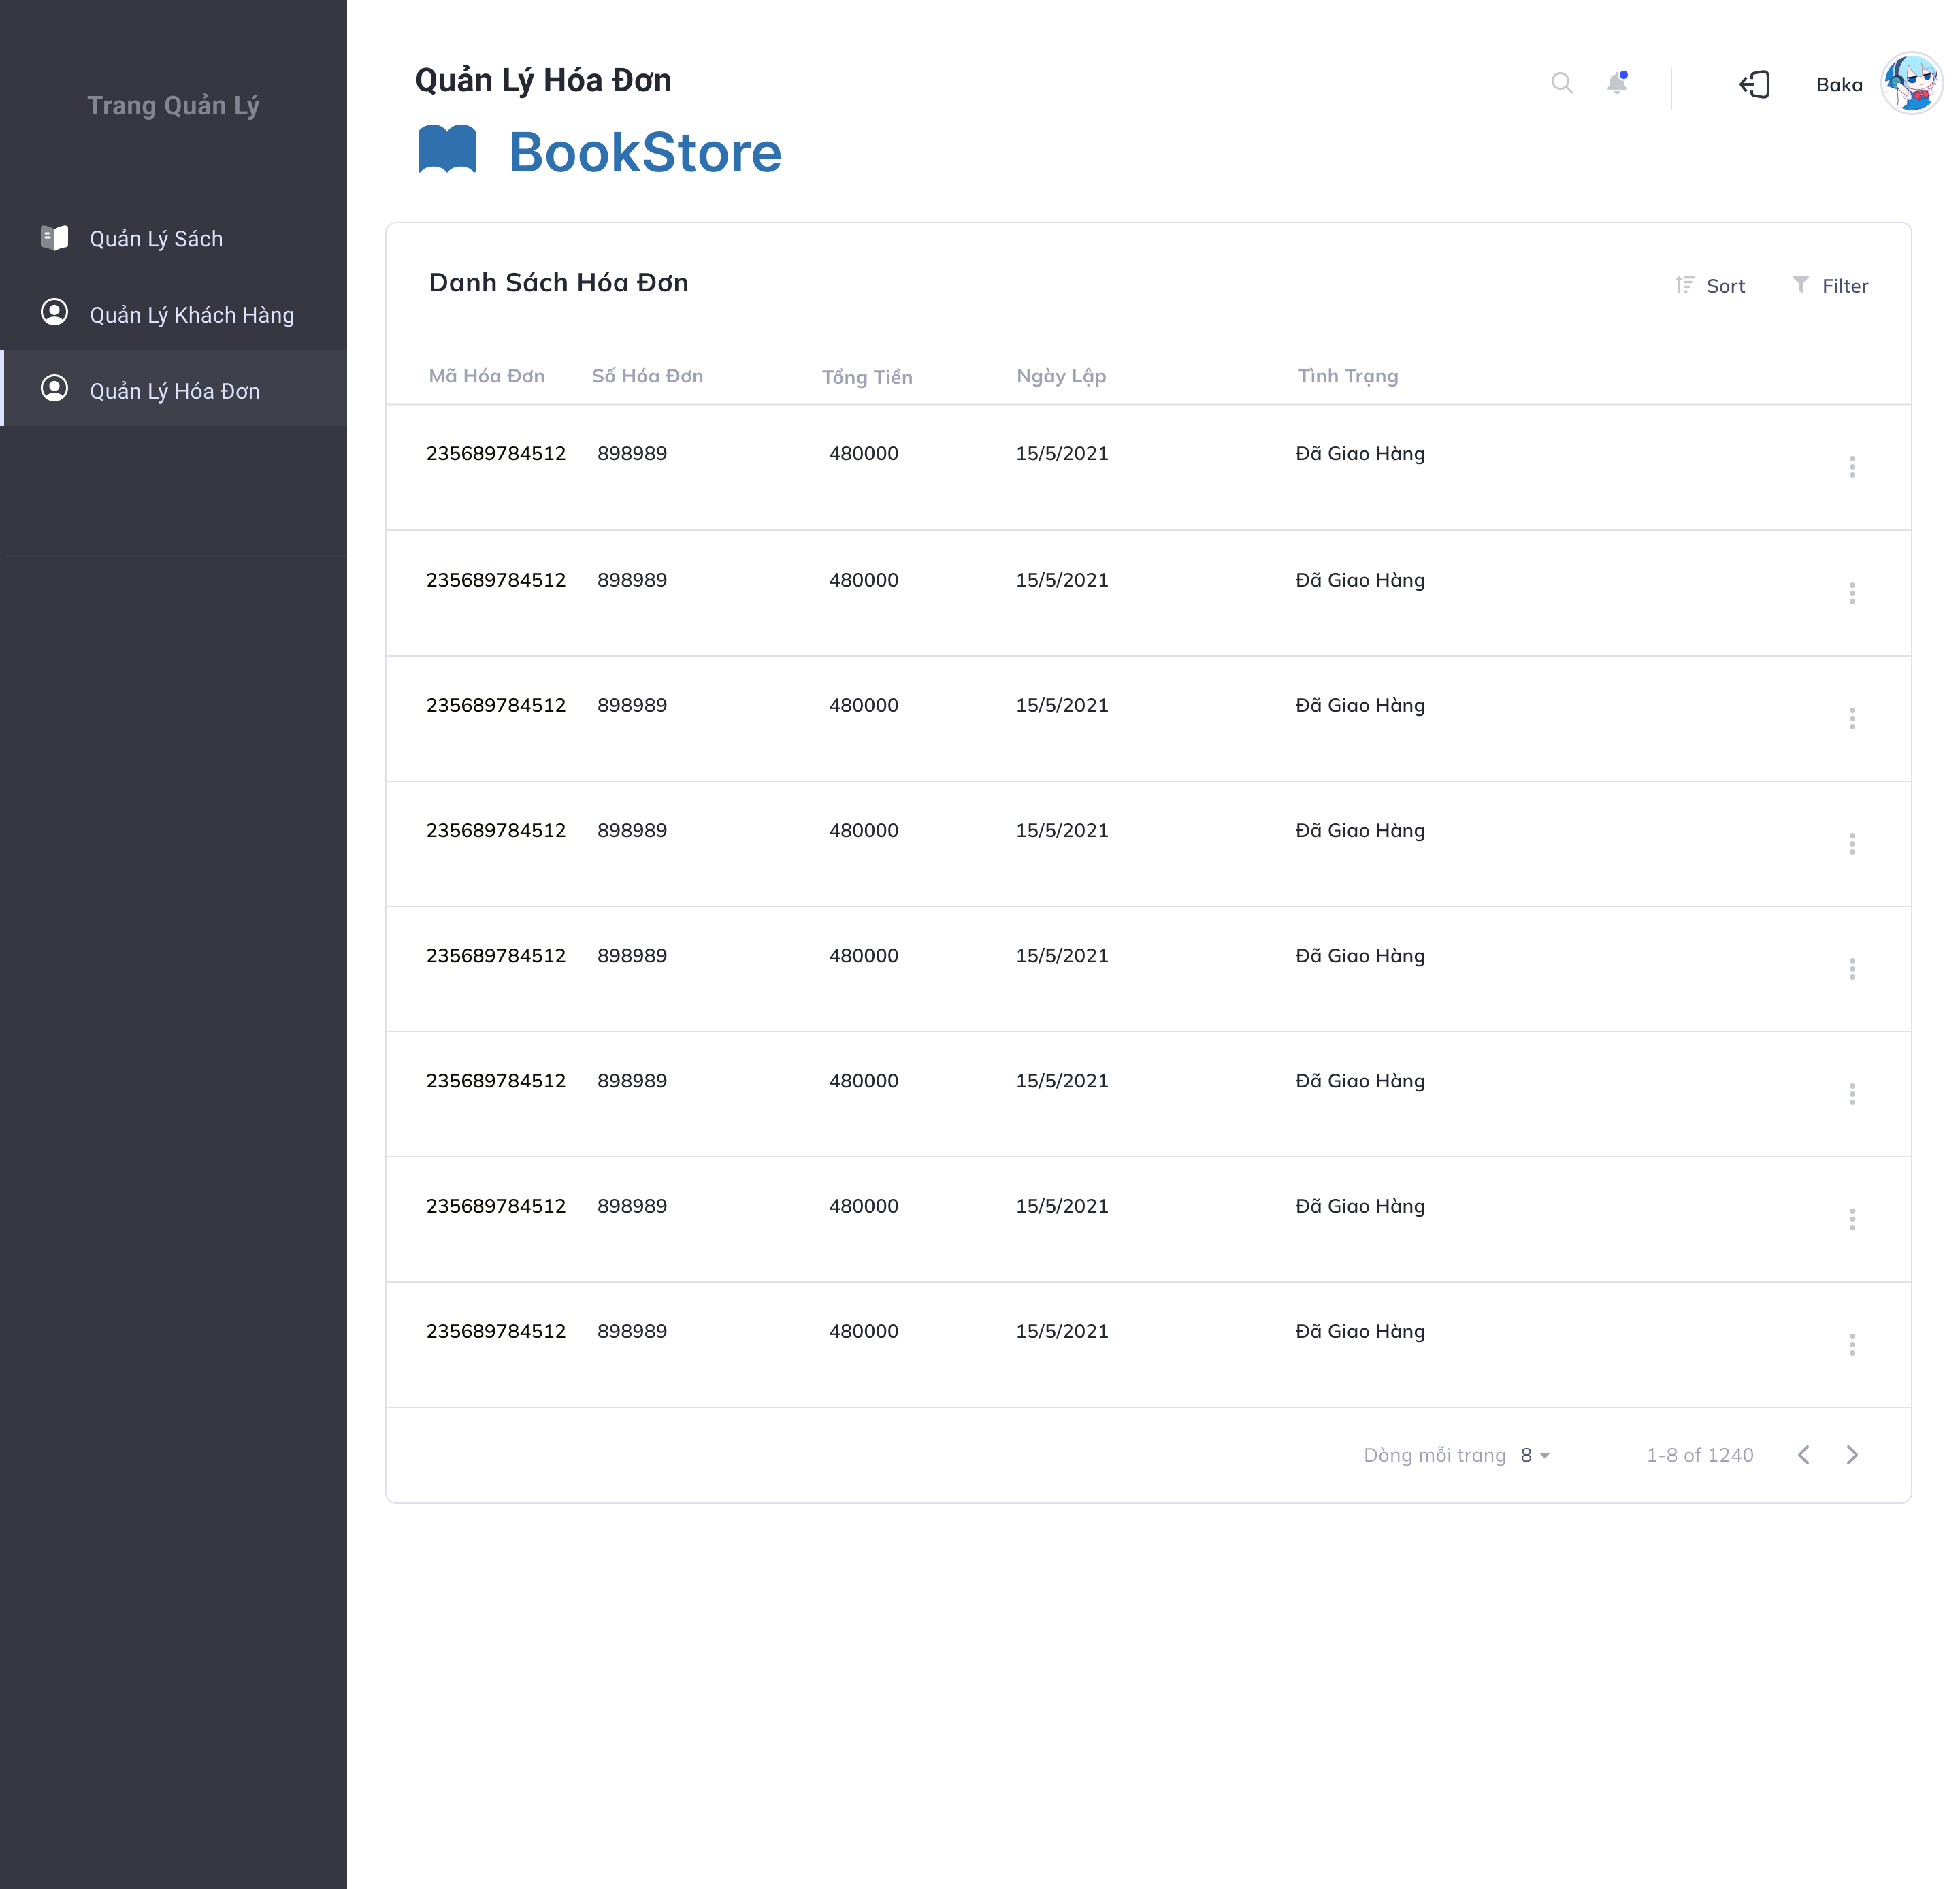 Trang Quản Lý
Quản Lý Sách
Quản Lý Khách Hàng
Quản Lý Hóa Đơn
Quản Lý Hóa Đơn
Baka
BookStore
Danh Sách Hóa Đơn
Sort Filter
Mã Hóa Đơn Số Hóa Đơn Tổng Tiền Ngày Lập Tình Trạng
235689784512 898989 480000 15/5/2021 Đã Giao Hàng
235689784512 898989 480000 15/5/2021 Đã Giao Hàng
235689784512 898989 480000 15/5/2021 Đã Giao Hàng
235689784512 898989 480000 15/5/2021 Đã Giao Hàng
235689784512 898989 480000 15/5/2021 Đã Giao Hàng
235689784512 898989 480000 15/5/2021 Đã Giao Hàng
235689784512 898989 480000 15/5/2021 Đã Giao Hàng
235689784512 898989 480000 15/5/2021 Đã Giao Hàng
Dòng mỗi trang 8 1-8 of 1240